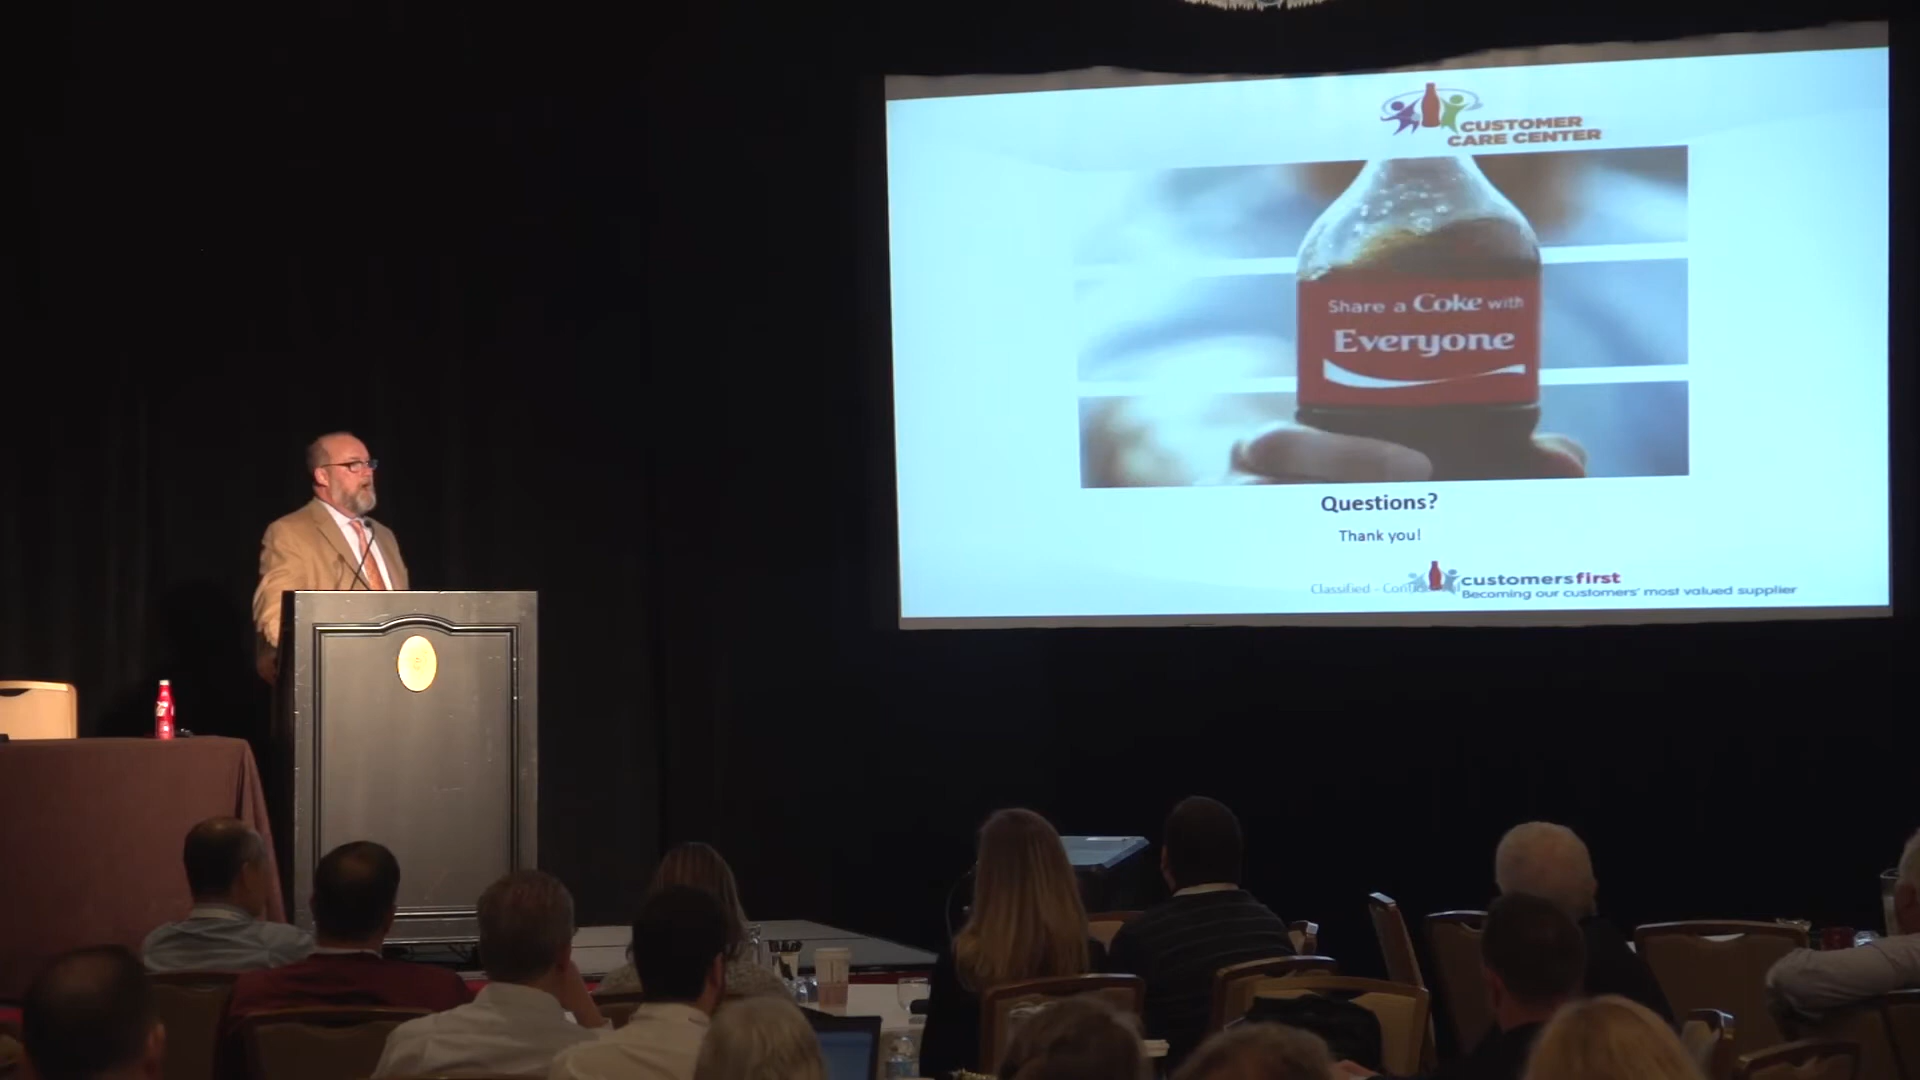 CUSTOMER
CARE CENTER
Share a Coke with
Everyone
Questions?
Thank you!
Classified -
customersfirst
Becoming our customers' most valued supplier